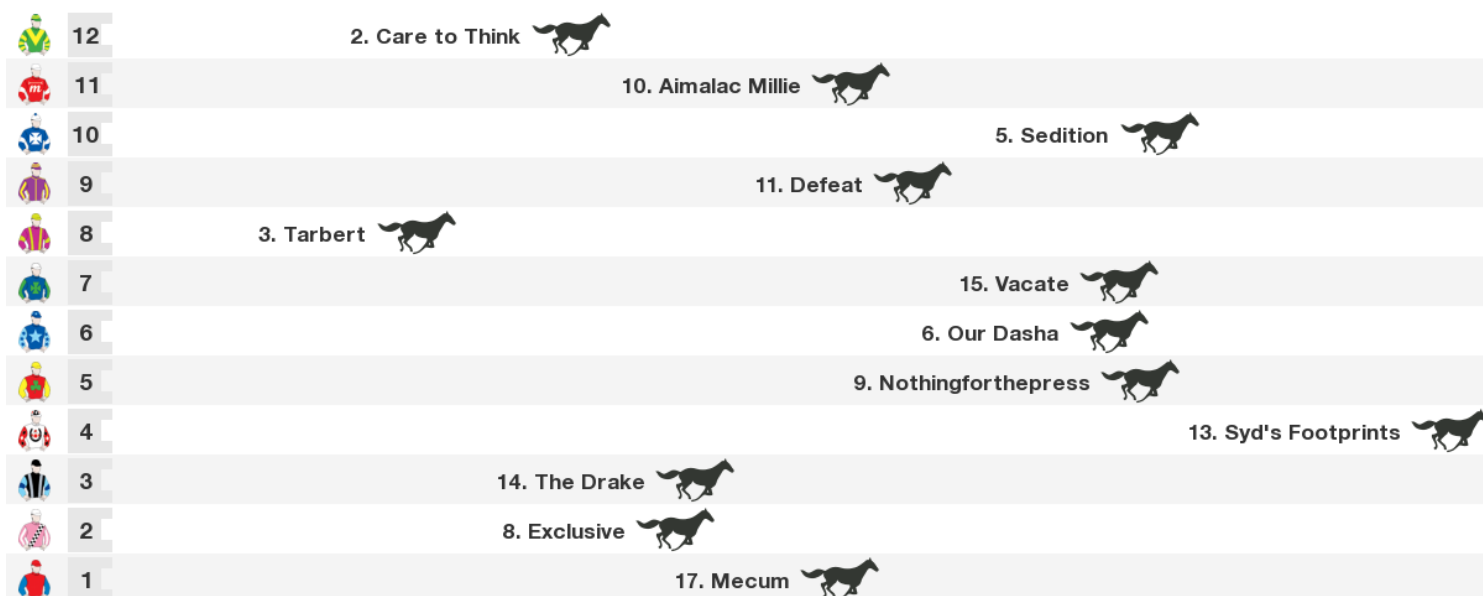 12 2. Care to Think
11 10. Aimalac Millie
10 5. Sedition
9 11. Defeat
8 3. Tarbert
7 15. Vacate
6 6. Our Dasha
5 9. Nothingforthepress
4 13. Syd's Footprints
3 14. The Drake
2 8. Exclusive
1 17. Mecum